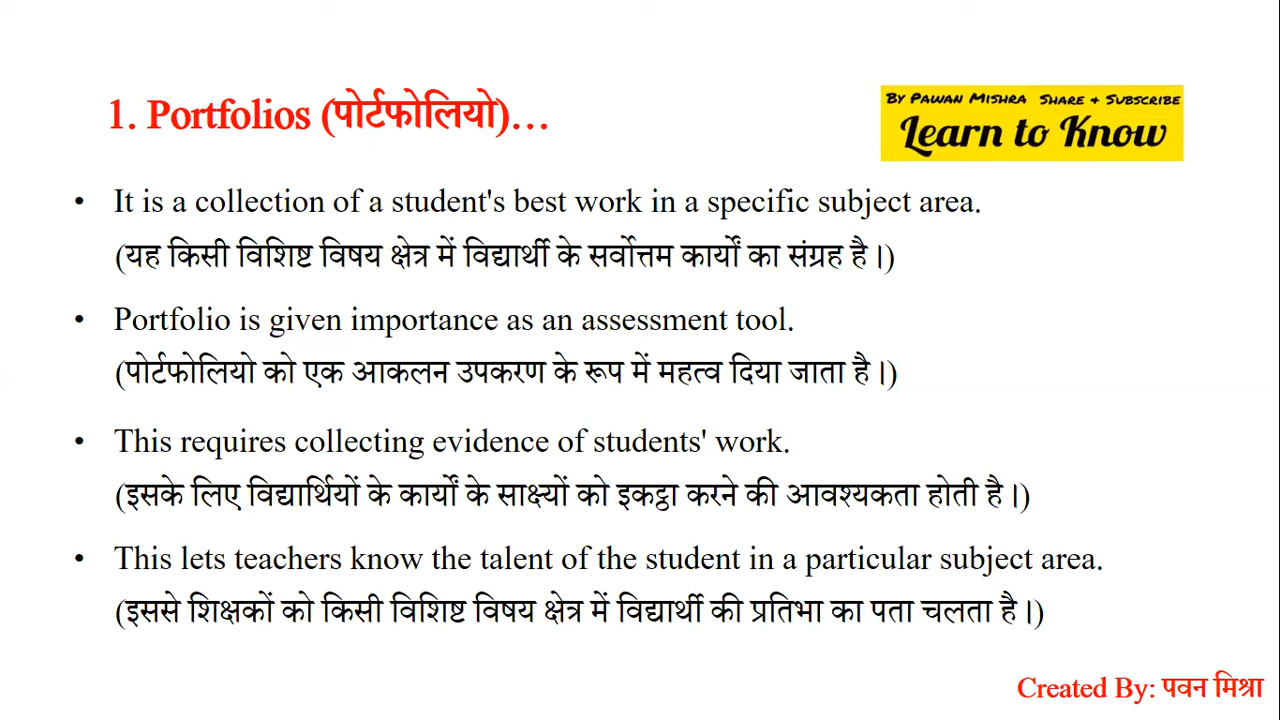 1. Portfolios (पोर्टफोलियो)...
By Pawan Mishra Share + Subscribe
Learn to Know
• It is a collection of a student's best work in a specific subject area.
(यह किसी विशिष्ट विषय क्षेत्र में विद्यार्थी के सर्वोत्तम कार्यों का संग्रह है।)
• Portfolio is given importance as an assessment tool.
(पोर्टफोलियो को एक आकलन उपकरण के रूप में महत्व दिया जाता है।)
• This requires collecting evidence of students' work.
(इसके लिए विद्यार्थियों के कार्यों के साक्ष्यों को इकट्ठा करने की आवश्यकता होती है।)
• This lets teachers know the talent of the student in a particular subject area.
(इससे शिक्षकों को किसी विशिष्ट विषय क्षेत्र में विद्यार्थी की प्रतिभा का पता चलता है।)
Created By: पवन मिश्रा